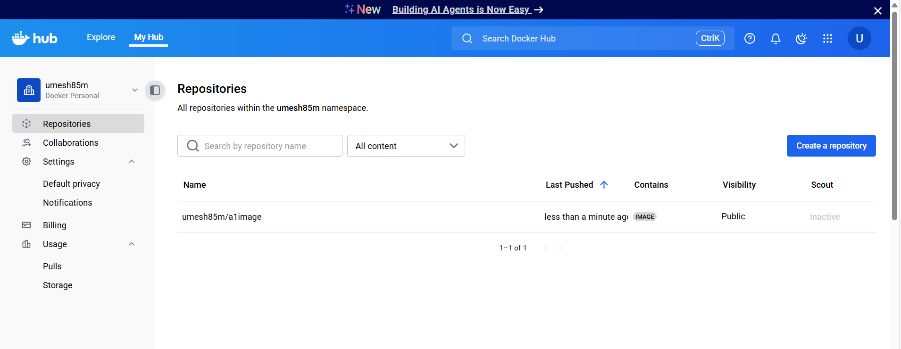 New Building AI Agents is Now Easy →
hub Explore My Hub Search Docker Hub CtrlK U
umesh85m
Docker Personal
Repositories
Collaborations
Settings
Default privacy
Notifications
Billing
Usage
Pulls
Storage
Repositories
All repositories within the umesh85m namespace.
Search by repository name All content Create a repository
Name Last Pushed ↑ Contains Visibility Scout
umesh85m/a1image less than a minute ago IMAGE Public Inactive
1–1 of 1